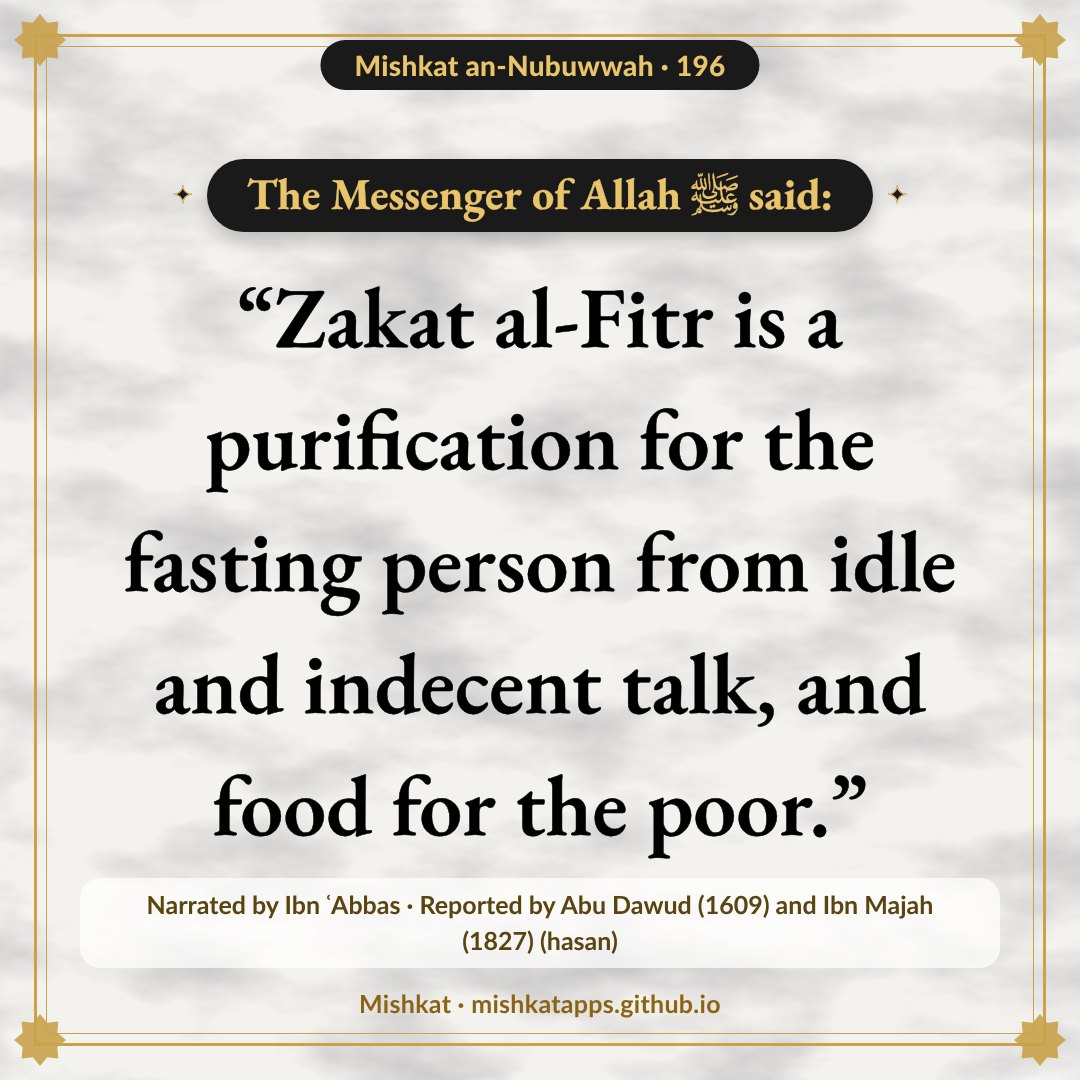 Mishkat an-Nubuwwah · 196
The Messenger of Allah ﷺ said:
“Zakat al-Fitr is a
purification for the
fasting person from idle
and indecent talk, and
food for the poor.”
Narrated by Ibn ʿAbbas · Reported by Abu Dawud (1609) and Ibn Majah
(1827) (hasan)
Mishkat · mishkatapps.github.io